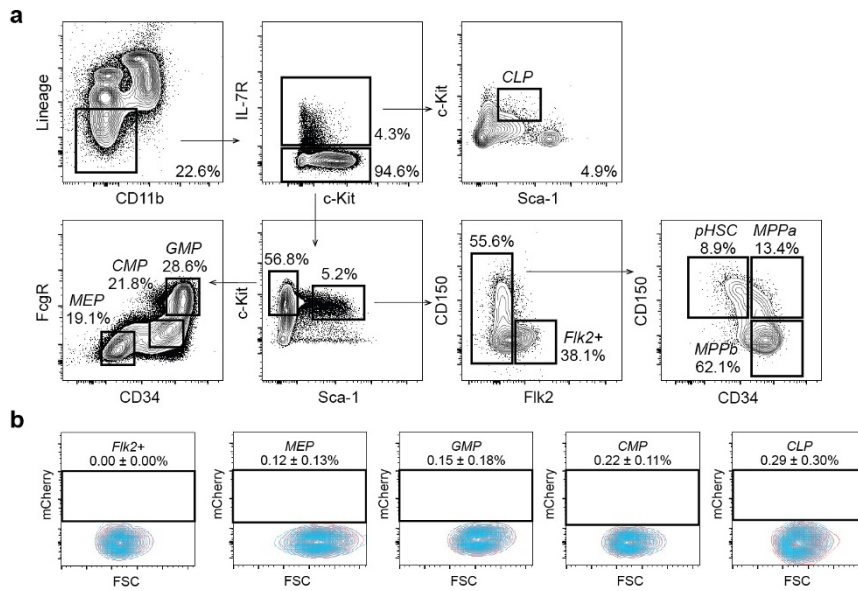 a
Lineage
22.6%
CD11b
IL-7R
4.3%
94.6%
c-Kit
c-Kit
CLP
4.9%
Sca-1
FcgR
GMP
28.6%
CMP
21.8%
MEP
19.1%
CD34
c-Kit
56.8%
5.2%
Sca-1
CD150
55.6%
Flk2+
38.1%
Flk2
CD150
pHSC
8.9%
MPPa
13.4%
MPPb
62.1%
CD34
b
mCherry
Flk2+
0.00 ± 0.00%
FSC
mCherry
MEP
0.12 ± 0.13%
FSC
mCherry
GMP
0.15 ± 0.18%
FSC
mCherry
CMP
0.22 ± 0.11%
FSC
mCherry
CLP
0.29 ± 0.30%
FSC